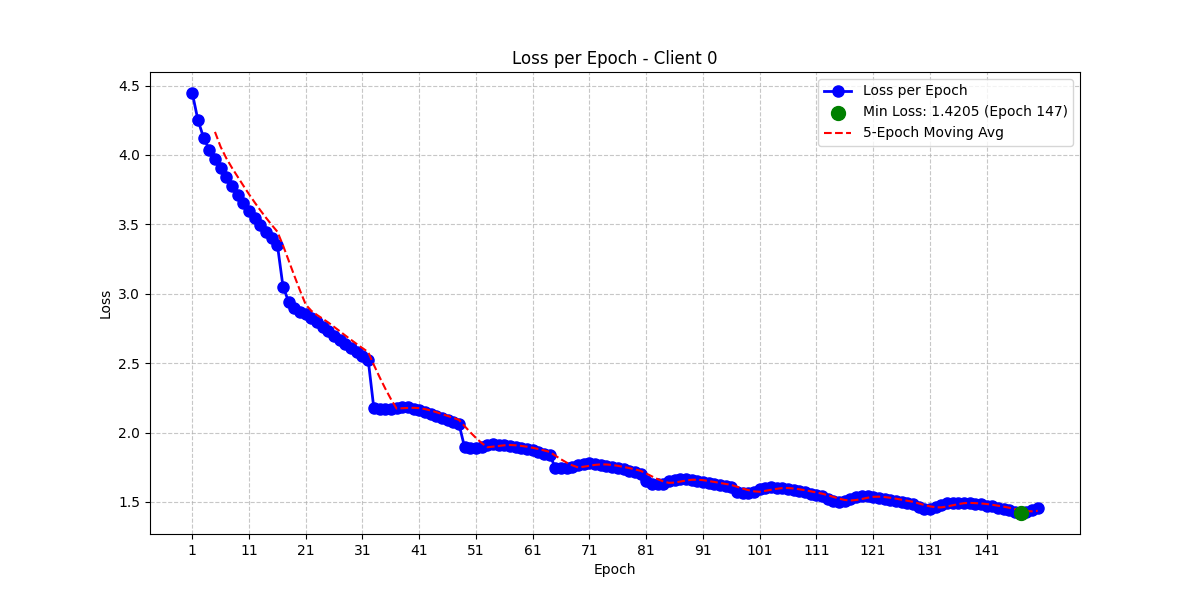 Loss per Epoch - Client 0
Loss per Epoch
Min Loss: 1.4205 (Epoch 147)
5-Epoch Moving Avg
Loss
4.5
4.0
3.5
3.0
2.5
2.0
1.5
1 11 21 31 41 51 61 71 81 91 101 111 121 131 141
Epoch